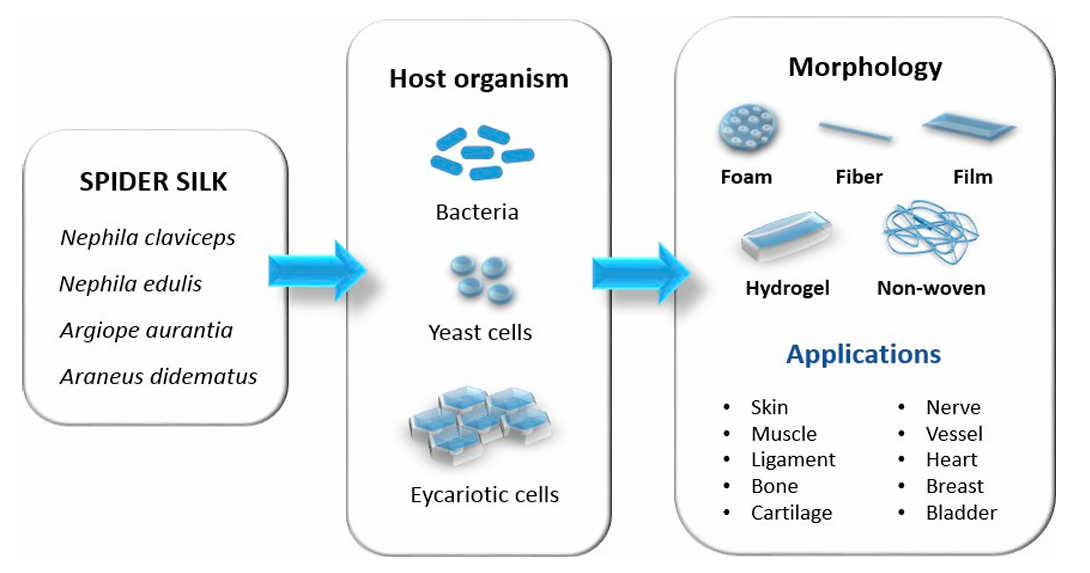 SPIDER SILK
Nephila claviceps
Nephila edulis
Argiope aurantia
Araneus didematus
Host organism
Bacteria
Yeast cells
Eycariotic cells
Morphology
Foam
Fiber
Film
Hydrogel
Non-woven
Applications
• Skin
• Muscle
• Ligament
• Bone
• Cartilage
• Nerve
• Vessel
• Heart
• Breast
• Bladder